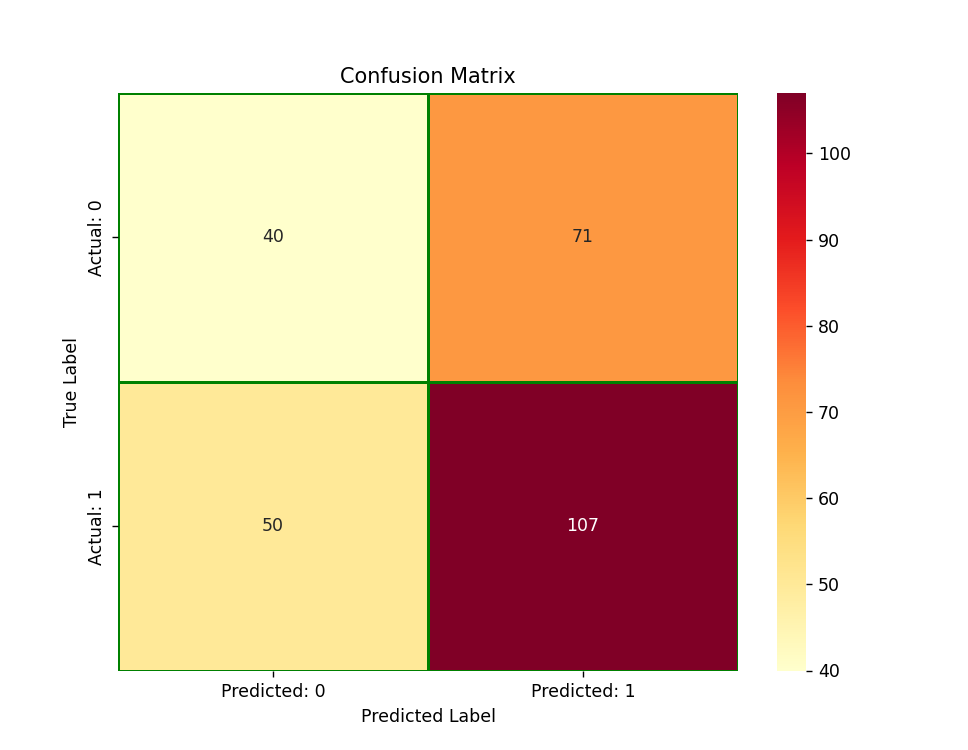 Confusion Matrix
Actual: 0
40
71
True Label
Actual: 1
50
107
Predicted: 0
Predicted: 1
Predicted Label
100
90
80
70
60
50
40